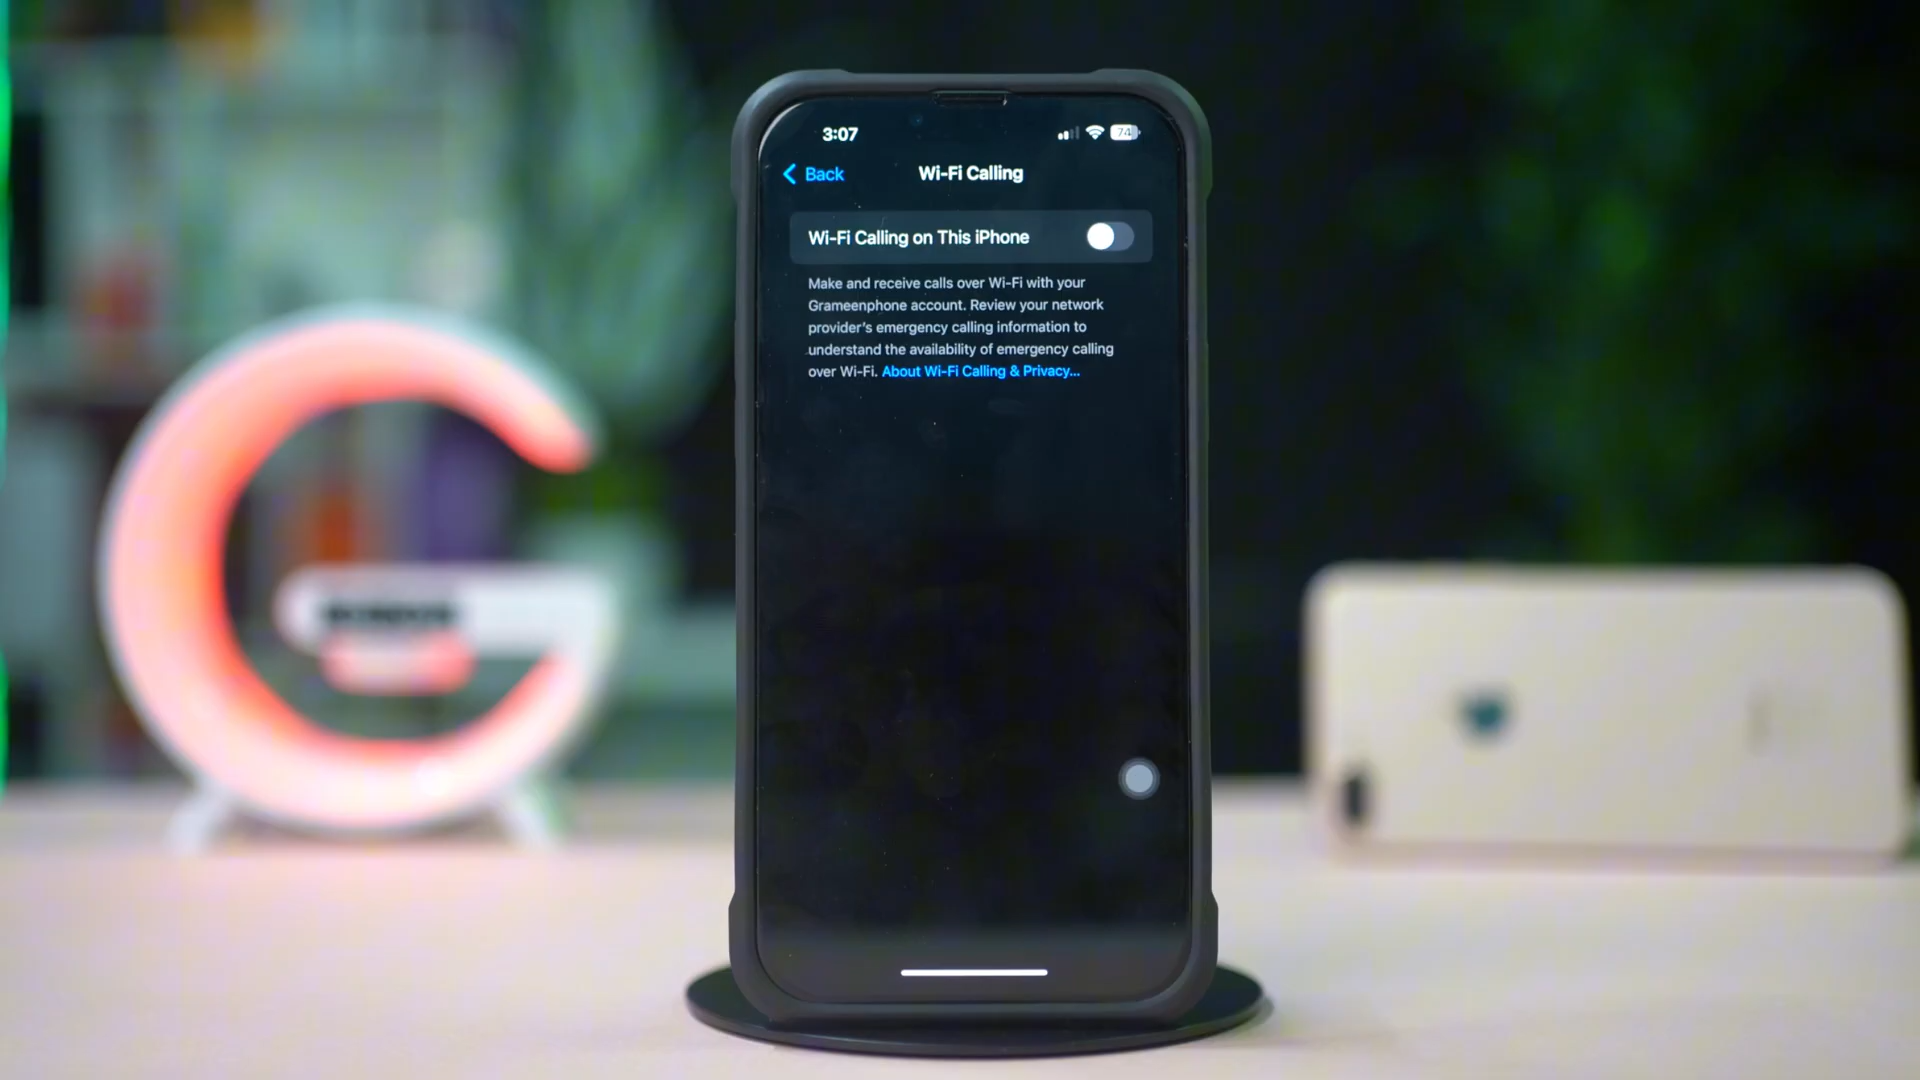 3:07
74
Back
Wi-Fi Calling
Wi-Fi Calling on This iPhone
Make and receive calls over Wi-Fi with your
Grameenphone account. Review your network
provider's emergency calling information to
understand the availability of emergency calling
over Wi-Fi. About Wi-Fi Calling & Privacy...